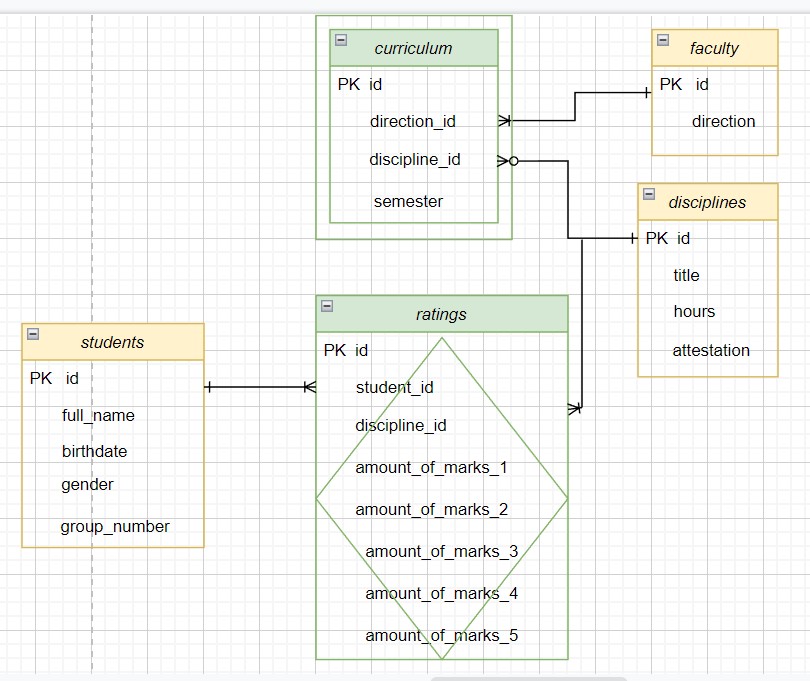 curriculum
PK id
direction_id
discipline_id
semester
faculty
PK id
direction
disciplines
PK id
title
hours
attestation
students
PK id
full_name
birthdate
gender
group_number
ratings
PK id
student_id
discipline_id
amount_of_marks_1
amount_of_marks_2
amount_of_marks_3
amount_of_marks_4
amount_of_marks_5